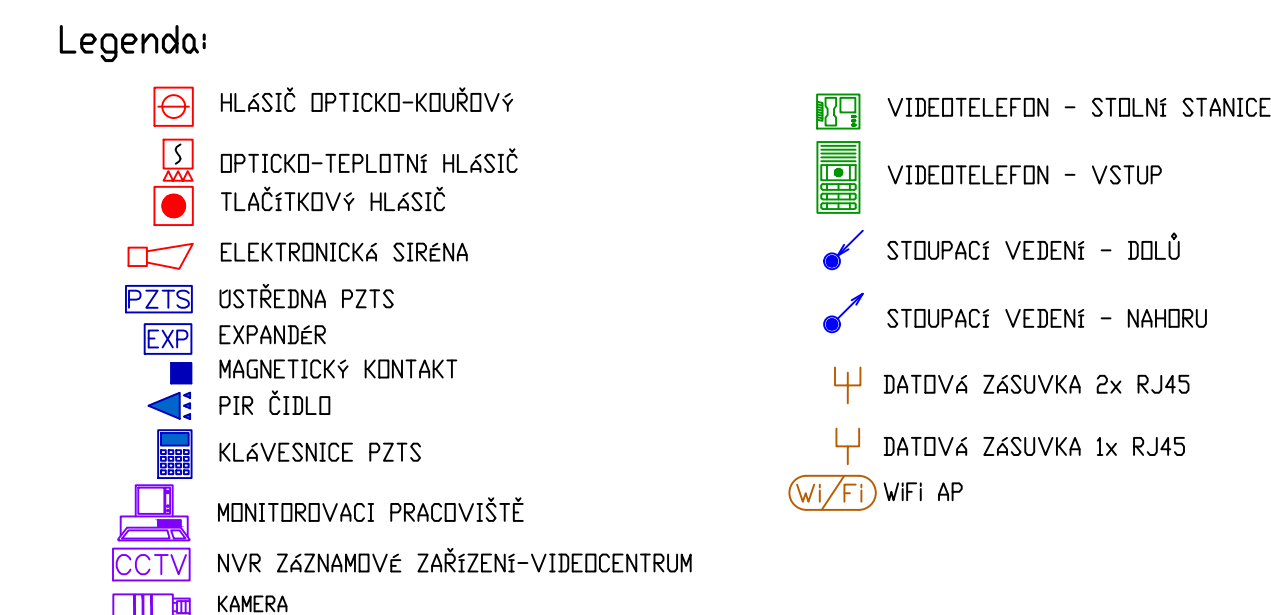 Legenda:
HLÁSIČ OPTICKO-KOUŘOVÝ
OPTICKO-TEPLOTNÍ HLÁSIČ
TLAČÍTKOVÝ HLÁSIČ
ELEKTRONICKÁ SIRÉNA
PZTS ÚSTŘEDNA PZTS
EXP EXPANDÉR
MAGNETICKÝ KONTAKT
PIR ČIDLO
KLÁVESNICE PZTS
MONITOROVACI PRACOVIŠTĚ
CCTV NVR ZÁZNAMOVÉ ZAŘÍZENÍ-VIDEOCENTRUM
KAMERA
VIDEOTELEFON - STOLNÍ STANICE
VIDEOTELEFON - VSTUP
STOUPACÍ VEDENÍ - DOLŮ
STOUPACÍ VEDENÍ - NAHORU
DATOVÁ ZÁSUVKA 2x RJ45
DATOVÁ ZÁSUVKA 1x RJ45
Wi/Fi WiFi AP